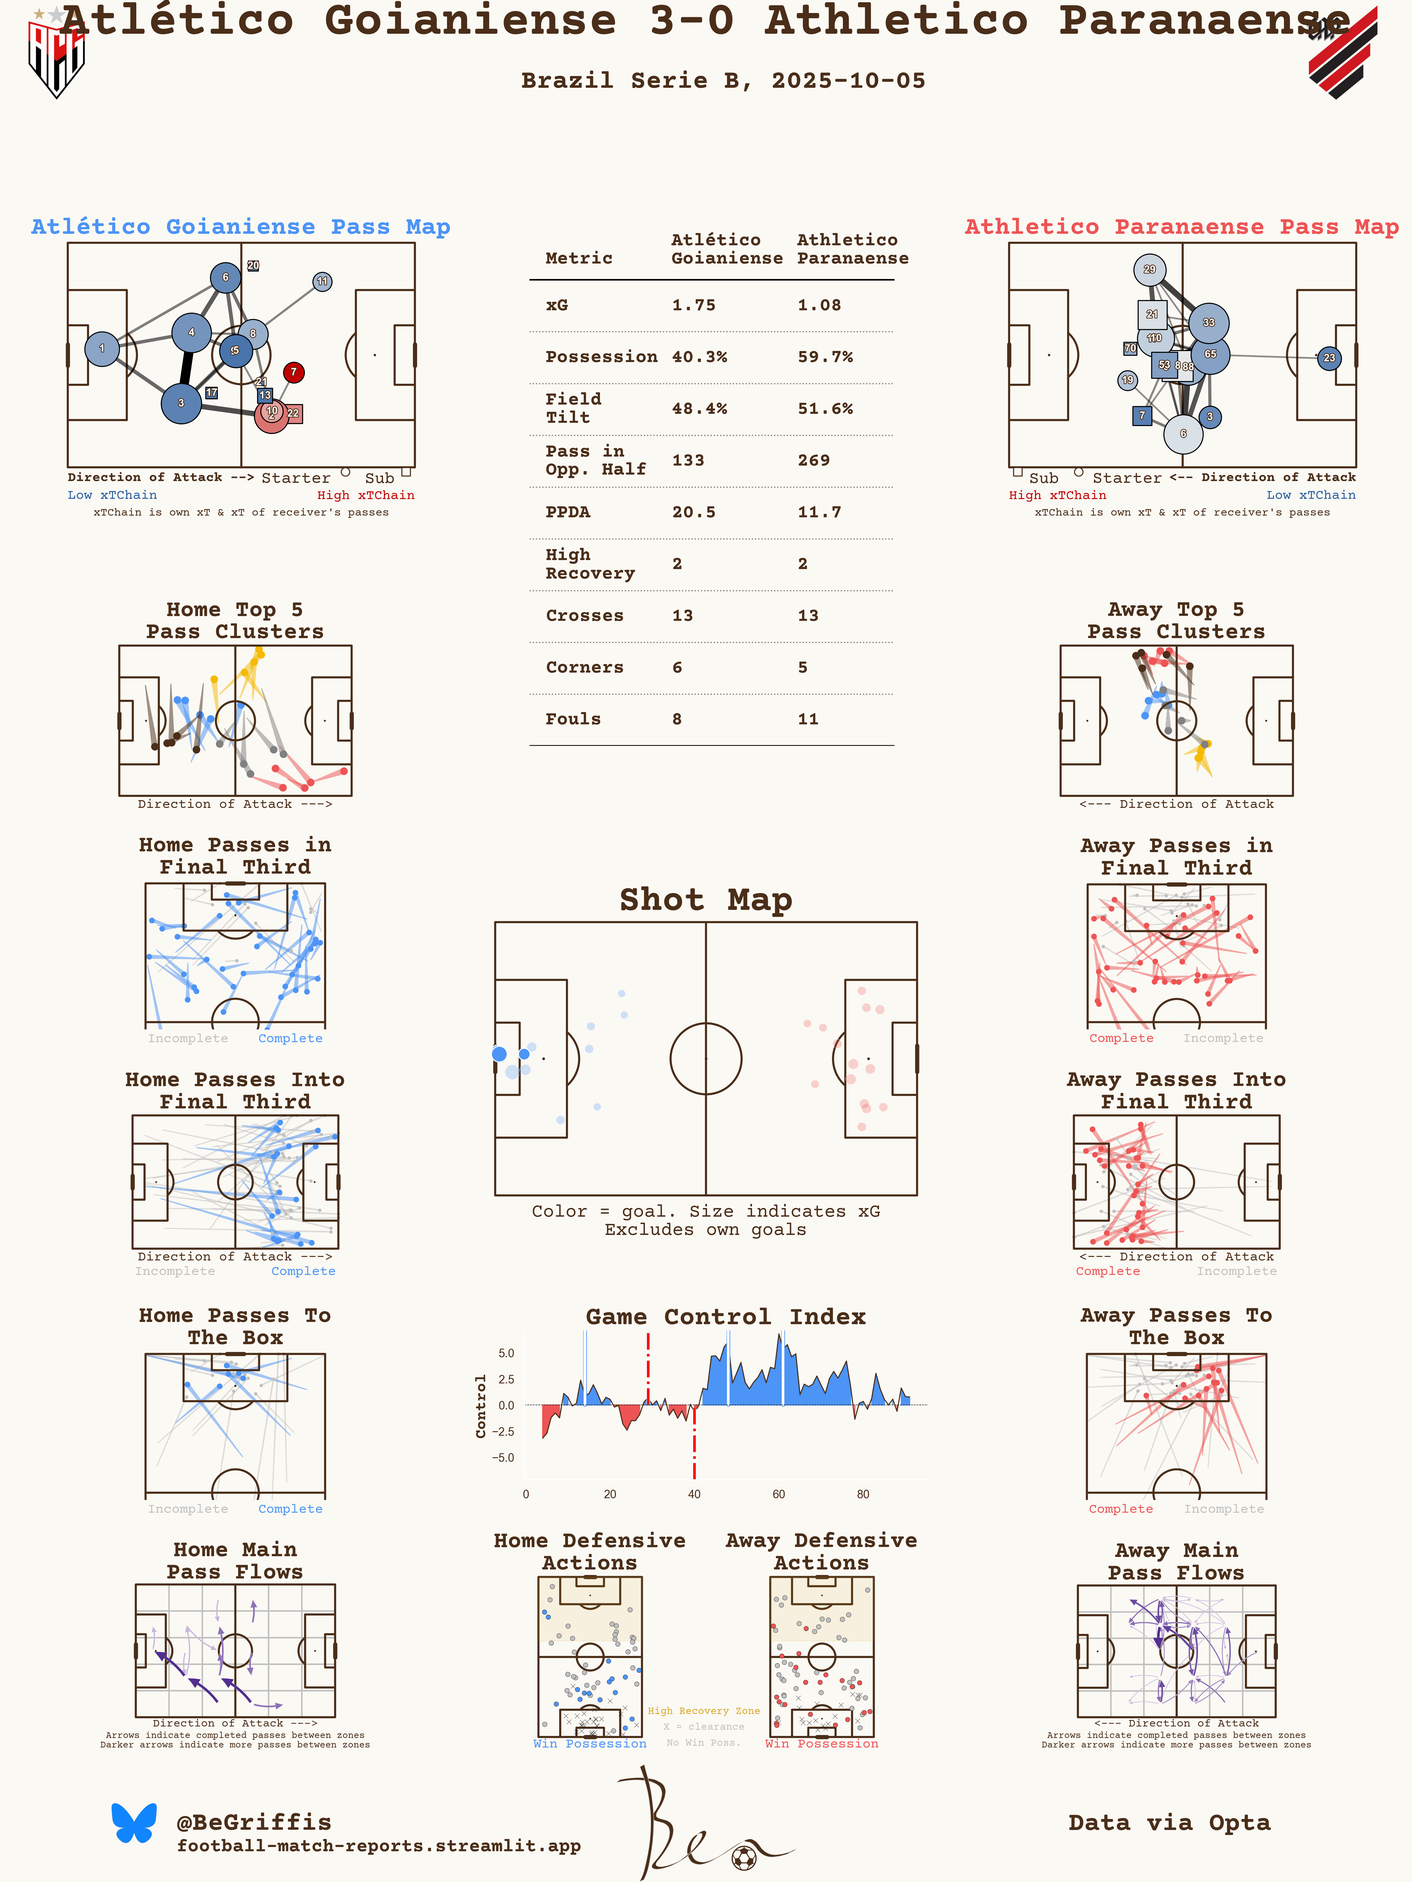 Atlético Goianiense 3-0 Athletico Paranaense
Brazil Serie B, 2025-10-05
Atlético Goianiense Pass Map
20
6
11
4
8
1
5
7
21
17
13
3
10
22
Direction of Attack --> Starter Sub
Low xTChain High xTChain
xTChain is own xT & xT of receiver's passes
Metric Atlético Goianiense Athletico Paranaense
xG 1.75 1.08
Possession 40.3% 59.7%
Field Tilt 48.4% 51.6%
Pass in Opp. Half 133 269
PPDA 20.5 11.7
High Recovery 2 2
Crosses 13 13
Corners 6 5
Fouls 8 11
Athletico Paranaense Pass Map
29
21
33
10
70
65
23
19
7
3
6
Sub Starter <-- Direction of Attack
High xTChain Low xTChain
xTChain is own xT & xT of receiver's passes
Home Top 5
Pass Clusters
Direction of Attack --->
Away Top 5
Pass Clusters
<--- Direction of Attack
Home Passes in
Final Third
Incomplete Complete
Away Passes in
Final Third
Complete Incomplete
Shot Map
Color = goal. Size indicates xG
Excludes own goals
Home Passes Into
Final Third
Direction of Attack --->
Incomplete Complete
Away Passes Into
Final Third
<--- Direction of Attack
Complete Incomplete
Home Passes To
The Box
Incomplete Complete
Game Control Index
Control
5.0
2.5
0.0
−2.5
−5.0
0 20 40 60 80
Away Passes To
The Box
Complete Incomplete
Home Main
Pass Flows
Direction of Attack --->
Arrows indicate completed passes between zones
Darker arrows indicate more passes between zones
Home Defensive
Actions
Win Possession
Away Defensive
Actions
Win Possession
High Recovery Zone
X = clearance
No Win Poss.
Away Main
Pass Flows
<--- Direction of Attack
Arrows indicate completed passes between zones
Darker arrows indicate more passes between zones
@BeGriffis
football-match-reports.streamlit.app
Ben
Data via Opta